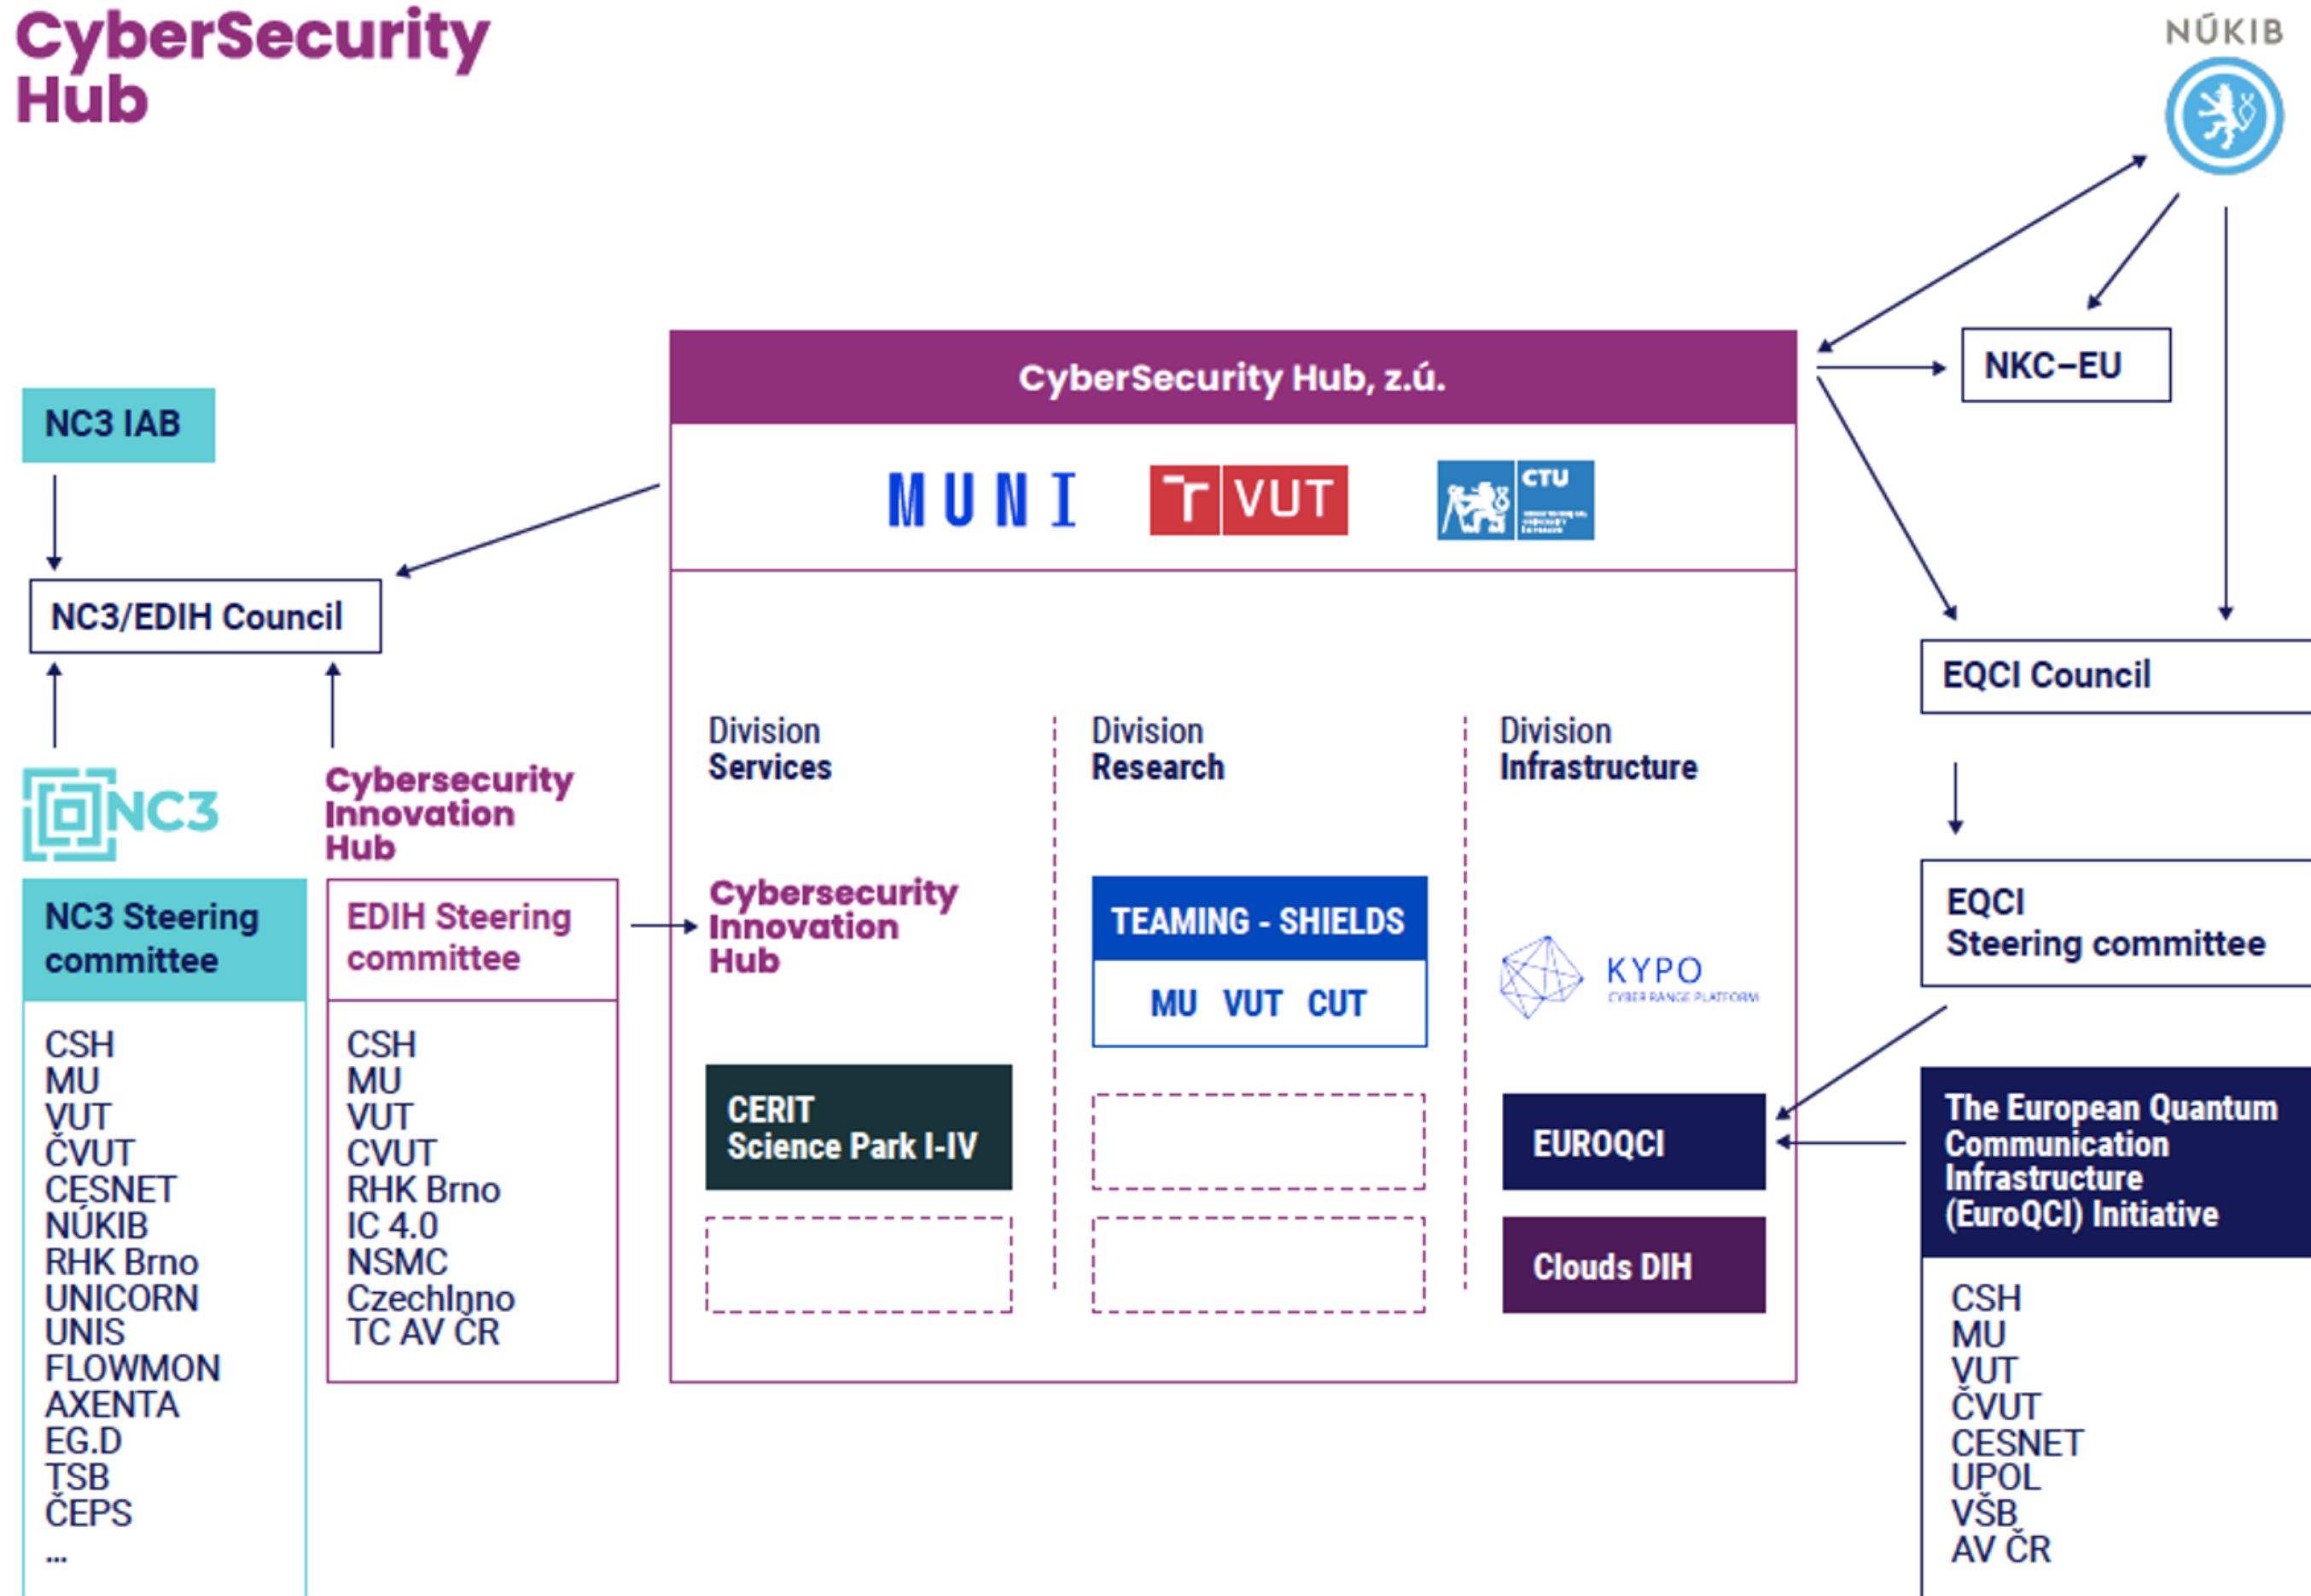 CyberSecurity
Hub
NÚKIB
NC3 IAB
NC3/EDIH Council
NC3
Cybersecurity
Innovation
Hub
NC3 Steering
committee
CSH
MU
VUT
ČVUT
CESNET
NÚKIB
RHK Brno
UNICORN
UNIS
FLOWMON
AXENTA
EG.D
TSB
ČEPS
...
EDIH Steering
committee
CSH
MU
VUT
CVUT
RHK Brno
IC 4.0
NSMC
CzechInno
TC AV ČR
CyberSecurity Hub, z.ú.
MUNI
T VUT
CTU
Division
Services
Cybersecurity
Innovation
Hub
CERIT
Science Park I-IV
Division
Research
TEAMING - SHIELDS
MU VUT CUT
Division
Infrastructure
KYPO
CYBER RANGE PLATFORM
EUROQCI
Clouds DIH
NKC–EU
EQCI Council
EQCI
Steering committee
The European Quantum
Communication
Infrastructure
(EuroQCI) Initiative
CSH
MU
VUT
ČVUT
CESNET
UPOL
VŠB
AV ČR